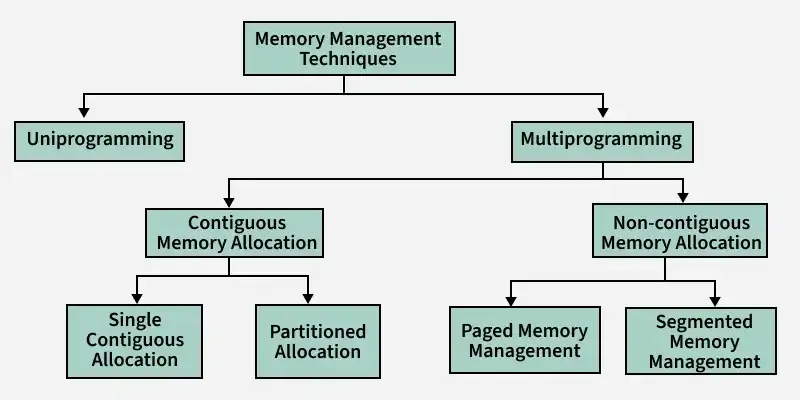 Memory Management
Techniques
Uniprogramming
Multiprogramming
Contiguous
Memory Allocation
Non-contiguous
Memory Allocation
Single
Contiguous
Allocation
Partitioned
Allocation
Paged Memory
Management
Segmented
Memory
Management